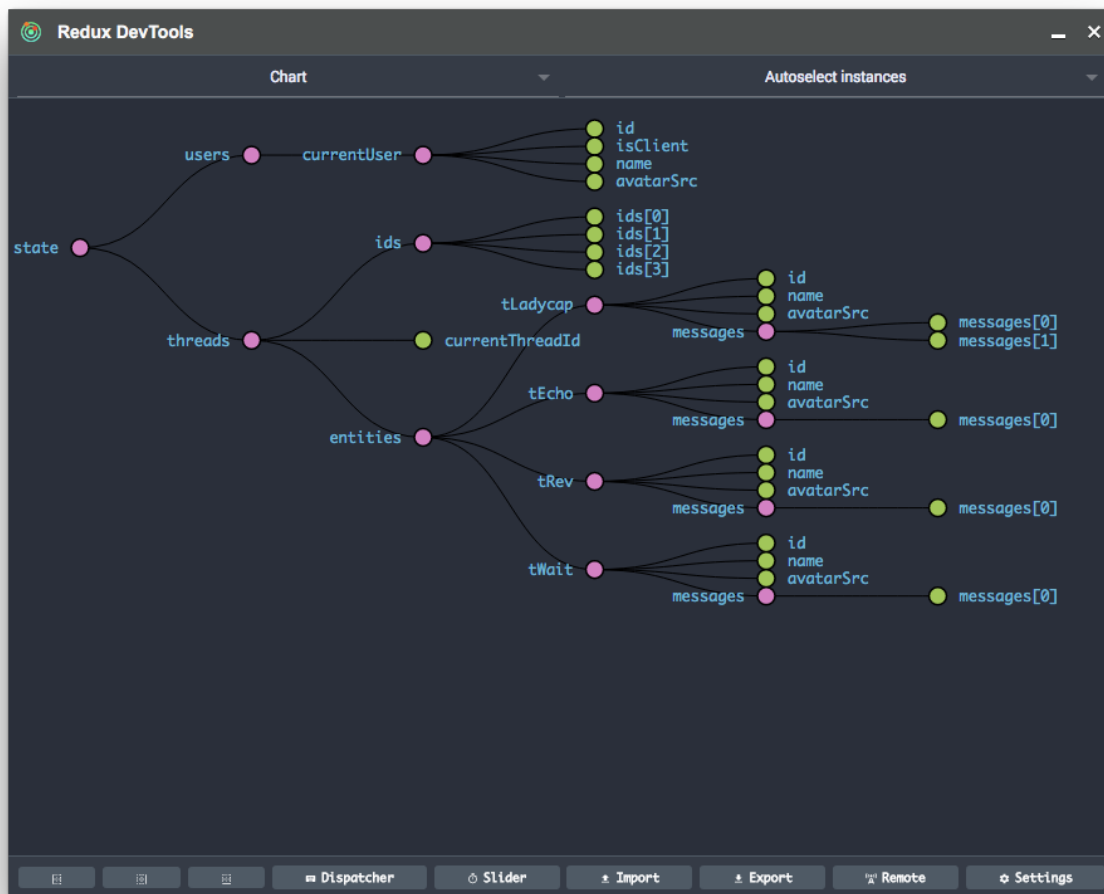 Redux DevTools
Chart
Autoselect instances
id
users
currentUser
isClient
name
avatarSrc
ids[0]
state
ids
ids[1]
ids[2]
ids[3]
id
tLadycap
name
avatarSrc
messages
messages[0]
messages[1]
threads
currentThreadId
id
tEcho
name
avatarSrc
messages
messages[0]
entities
id
tRev
name
avatarSrc
messages
messages[0]
id
tWait
name
avatarSrc
messages
messages[0]
Dispatcher
Slider
Import
Export
Remote
Settings